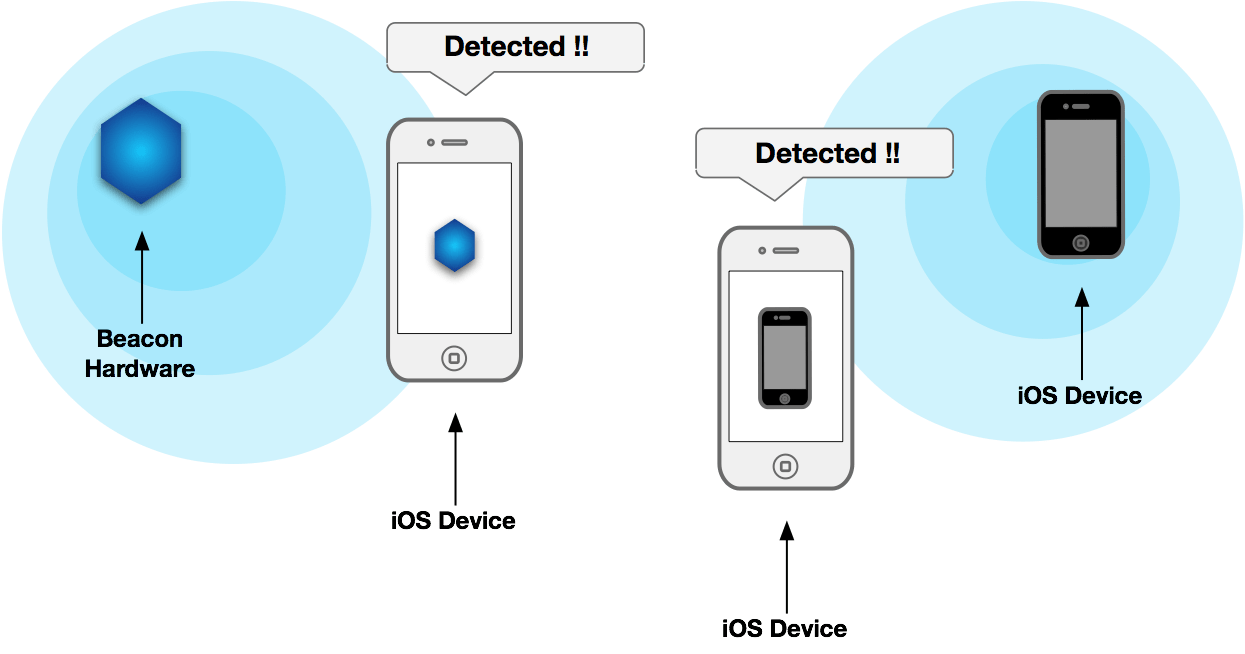 Detected !!
Beacon
Hardware
iOS Device
Detected !!
iOS Device
iOS Device